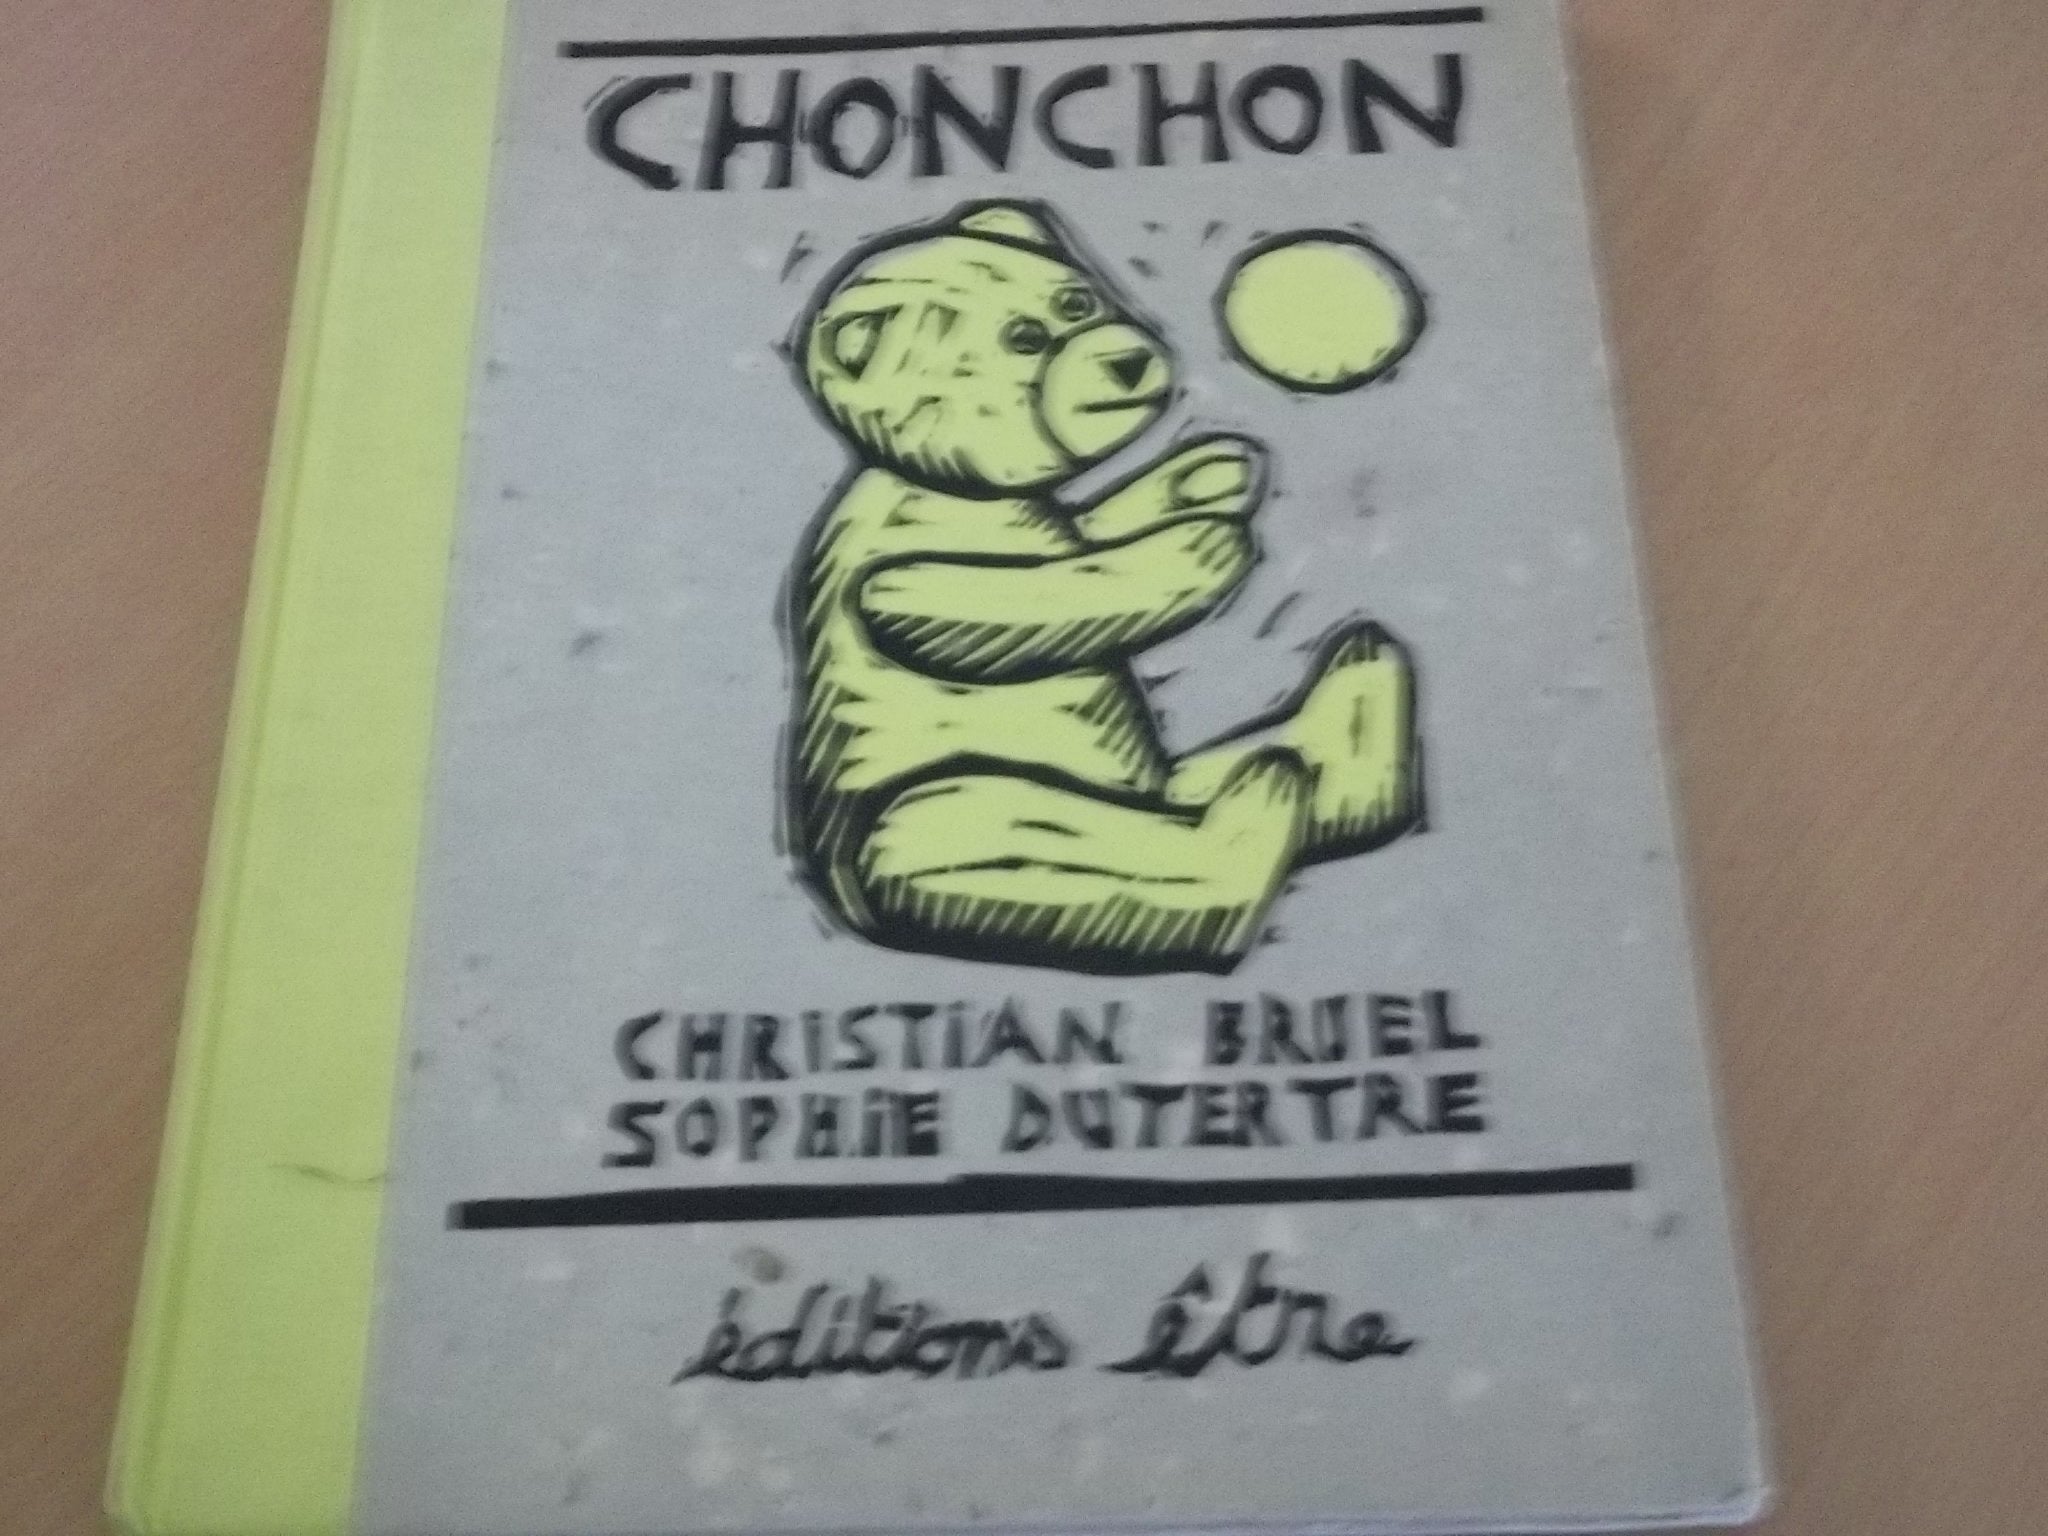 CHONCHON
CHRiSTiAN BRUEL
SOPHiE DUTERTRE
éditions être